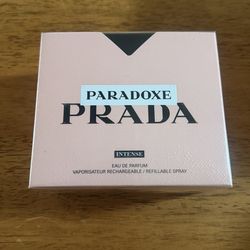 PARADOXE
PRADA
INTENSE
EAU DE PARFUM
VAPORISATEUR RECHARGEABLE / REFILLABLE SPRAY